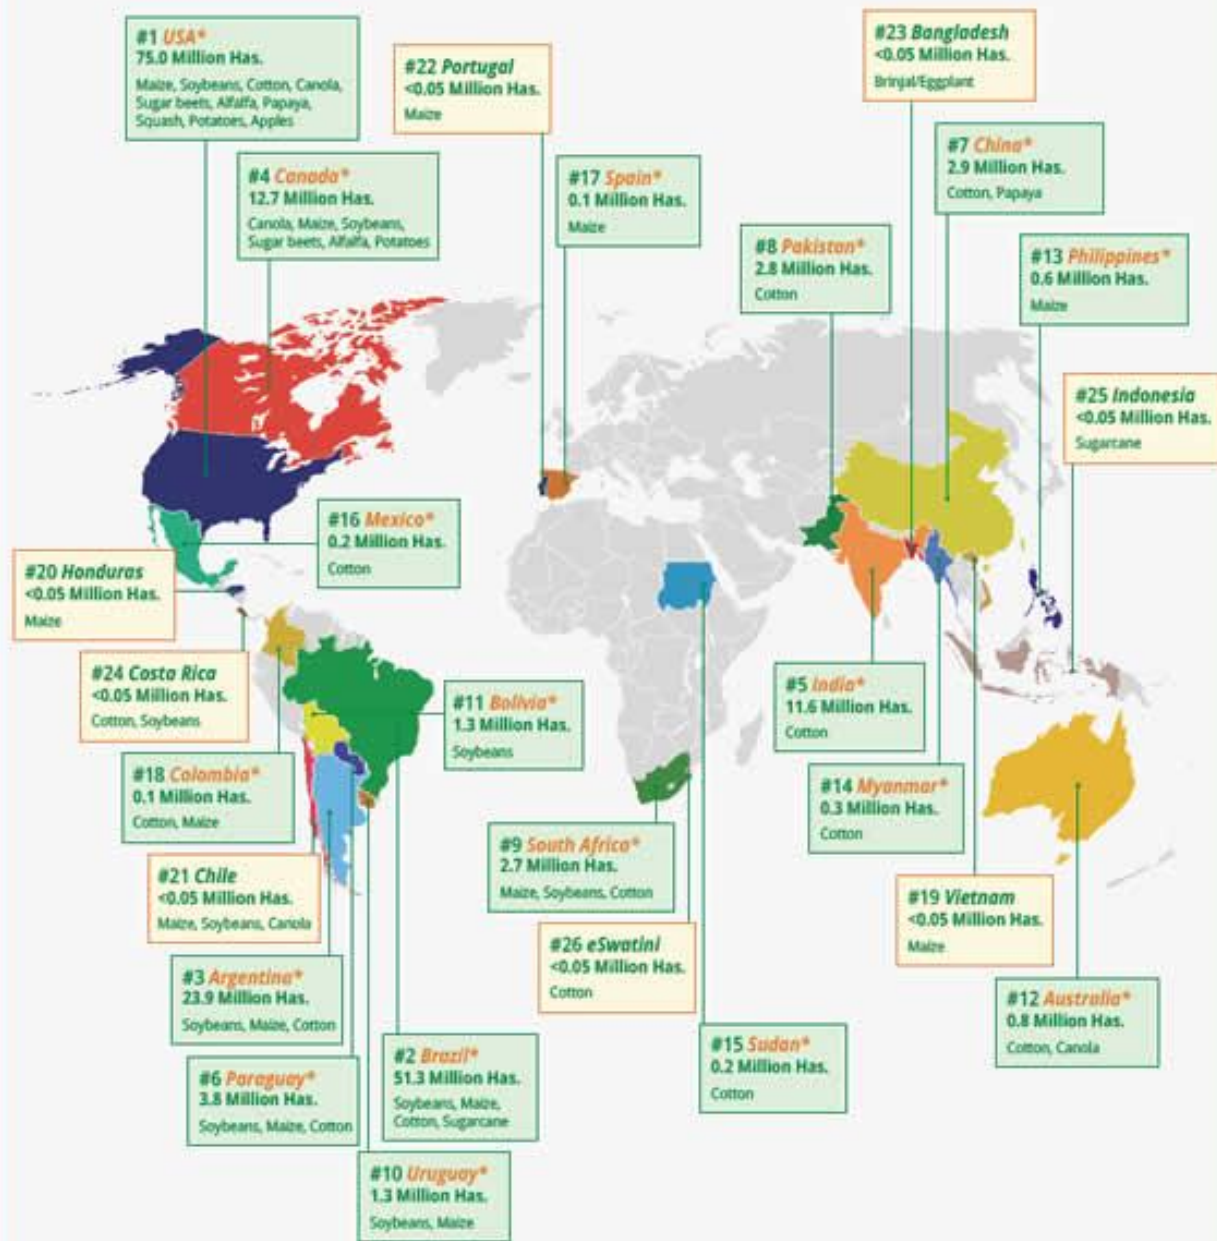 #1 USA*
75.0 Million Has.
Maize, Soybeans, Cotton, Canola,
Sugar beets, Alfalfa, Papaya,
Squash, Potatoes, Apples
#22 Portugal
<0.05 Million Has.
Maize
#23 Bangladesh
<0.05 Million Has.
Brinjal/Eggplant
#4 Canada*
12.7 Million Has.
Canola, Maize, Soybeans,
Sugar beets, Alfalfa, Potatoes
#17 Spain*
0.1 Million Has.
Maize
#7 China*
2.9 Million Has.
Cotton, Papaya
#8 Pakistan*
2.8 Million Has.
Cotton
#13 Philippines*
0.6 Million Has.
Maize
#25 Indonesia
<0.05 Million Has.
Sugarcane
#16 Mexico*
0.2 Million Has.
Cotton
#20 Honduras
<0.05 Million Has.
Maize
#24 Costa Rica
<0.05 Million Has.
Cotton, Soybeans
#11 Bolivia*
1.3 Million Has.
Soybeans
#5 India*
11.6 Million Has.
Cotton
#18 Colombia*
0.1 Million Has.
Cotton, Maize
#14 Myanmar*
0.3 Million Has.
Cotton
#9 South Africa*
2.7 Million Has.
Maize, Soybeans, Cotton
#21 Chile
<0.05 Million Has.
Maize, Soybeans, Canola
#19 Vietnam
<0.05 Million Has.
Maize
#26 eSwatini
<0.05 Million Has.
Cotton
#3 Argentina*
23.9 Million Has.
Soybeans, Maize, Cotton
#12 Australia*
0.8 Million Has.
Cotton, Canola
#15 Sudan*
0.2 Million Has.
Cotton
#2 Brazil*
51.3 Million Has.
Soybeans, Maize,
Cotton, Sugarcane
#6 Paraguay*
3.8 Million Has.
Soybeans, Maize, Cotton
#10 Uruguay*
1.3 Million Has.
Soybeans, Maize